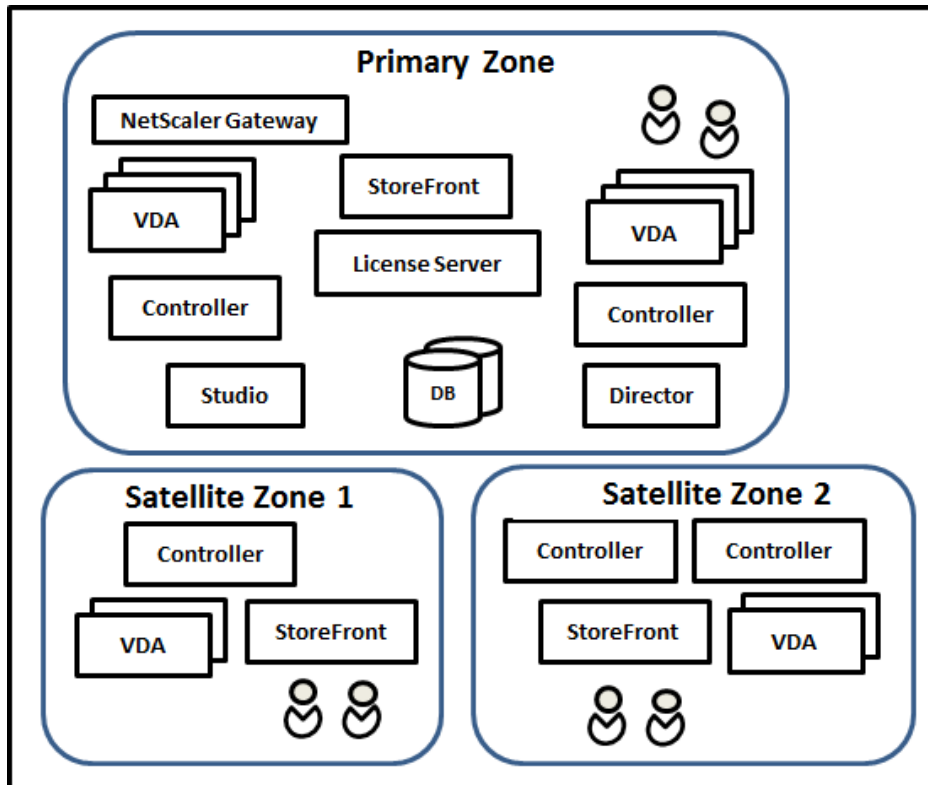 Primary Zone
NetScaler Gateway
StoreFront
VDA
VDA
License Server
Controller
Controller
Studio
DB
Director
Satellite Zone 1
Controller
VDA
StoreFront
Satellite Zone 2
Controller
Controller
StoreFront
VDA